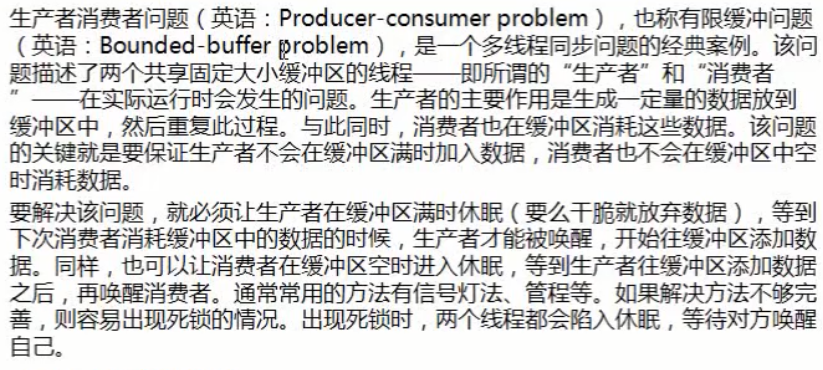 生产者消费者问题（英语：Producer-consumer problem），也称有限缓冲问题
（英语：Bounded-buffer problem），是一个多线程同步问题的经典案例。该问
题描述了两个共享固定大小缓冲区的线程——即所谓的“生产者”和“消费者
”——在实际运行时会发生的问题。生产者的主要作用是生成一定量的数据放到
缓冲区中，然后重复此过程。与此同时，消费者也在缓冲区消耗这些数据。该问题
的关键就是要保证生产者不会在缓冲区满时加入数据，消费者也不会在缓冲区中空
时消耗数据。
要解决该问题，就必须让生产者在缓冲区满时休眠（要么干脆就放弃数据），等到
下次消费者消耗缓冲区中的数据的时候，生产者才能被唤醒，开始往缓冲区添加数
据。同样，也可以让消费者在缓冲区空时进入休眠，等到生产者往缓冲区添加数据
之后，再唤醒消费者。通常常用的方法有信号灯法、管程等。如果解决方法不够完
善，则容易出现死锁的情况。出现死锁时，两个线程都会陷入休眠，等待对方唤醒
自己。